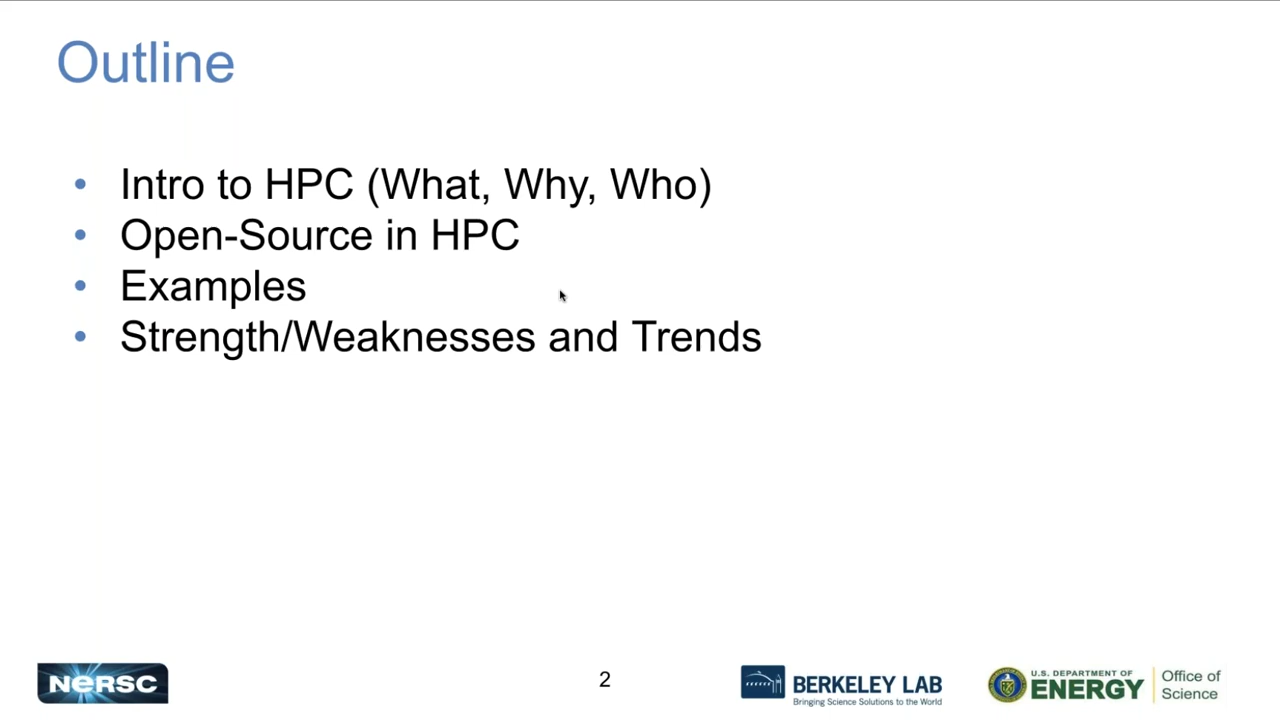 Outline
• Intro to HPC (What, Why, Who)
• Open-Source in HPC
• Examples
• Strength/Weaknesses and Trends
NERSC
2
BERKELEY LAB
Bringing Science Solutions to the World
U.S. DEPARTMENT OF
ENERGY
Office of
Science